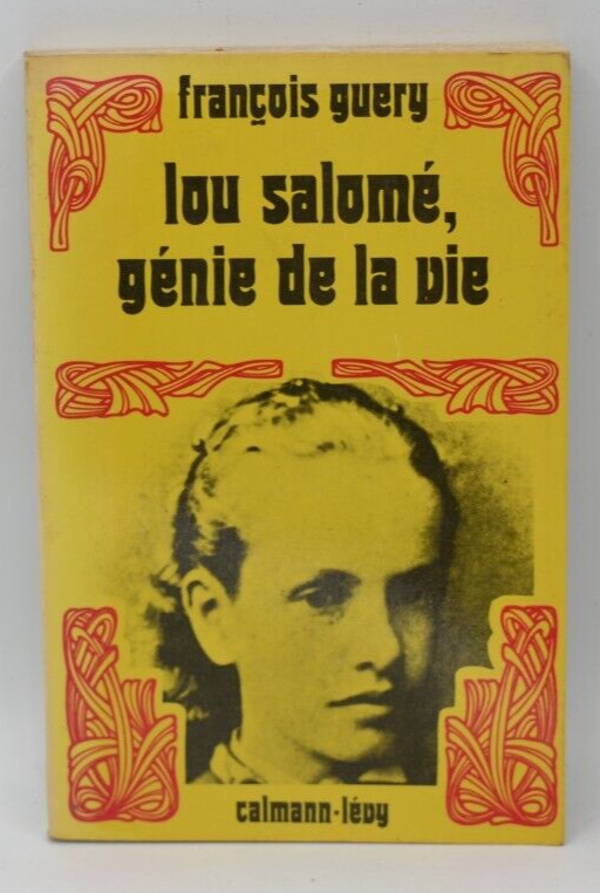 françois guery
lou salomé,
génie de la vie
calmann-lévy